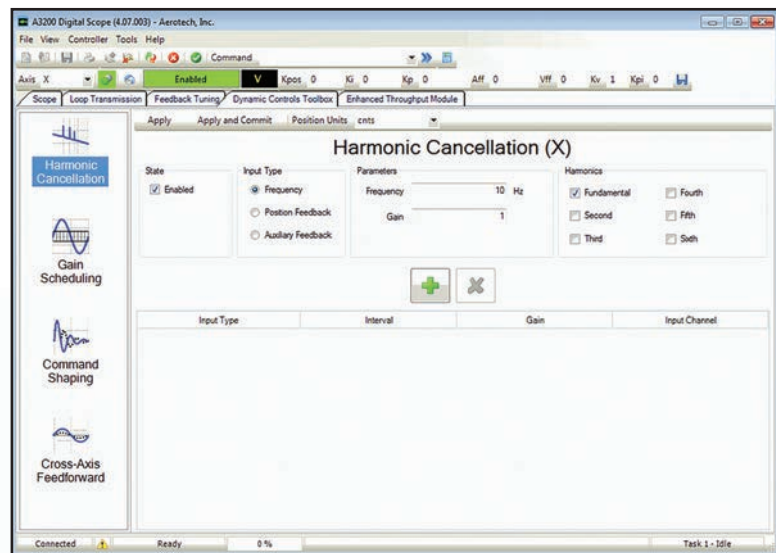 A3200 Digital Scope (4.07.003) - Aerotech, Inc.
File View Controller Tools Help
Command
Axis X Enabled V Kpos 0 Ki 0 Kp 0 Aff 0 Vff 0 Kv 1 Kpi 0
Scope Loop Transmission Feedback Tuning Dynamic Controls Toolbox Enhanced Throughput Module
Harmonic Cancellation
Gain Scheduling
Command Shaping
Cross-Axis Feedforward
Apply Apply and Commit Position Units cnts
Harmonic Cancellation (X)
State
Enabled
Input Type
Frequency
Position Feedback
Auxiliary Feedback
Parameters
Frequency 10 Hz
Gain 1
Hamonics
Fundamental Fourth
Second Fifth
Third Sixth
Input Type Interval Gain Input Channel
Connected Ready 0 % Task 1 - Idle